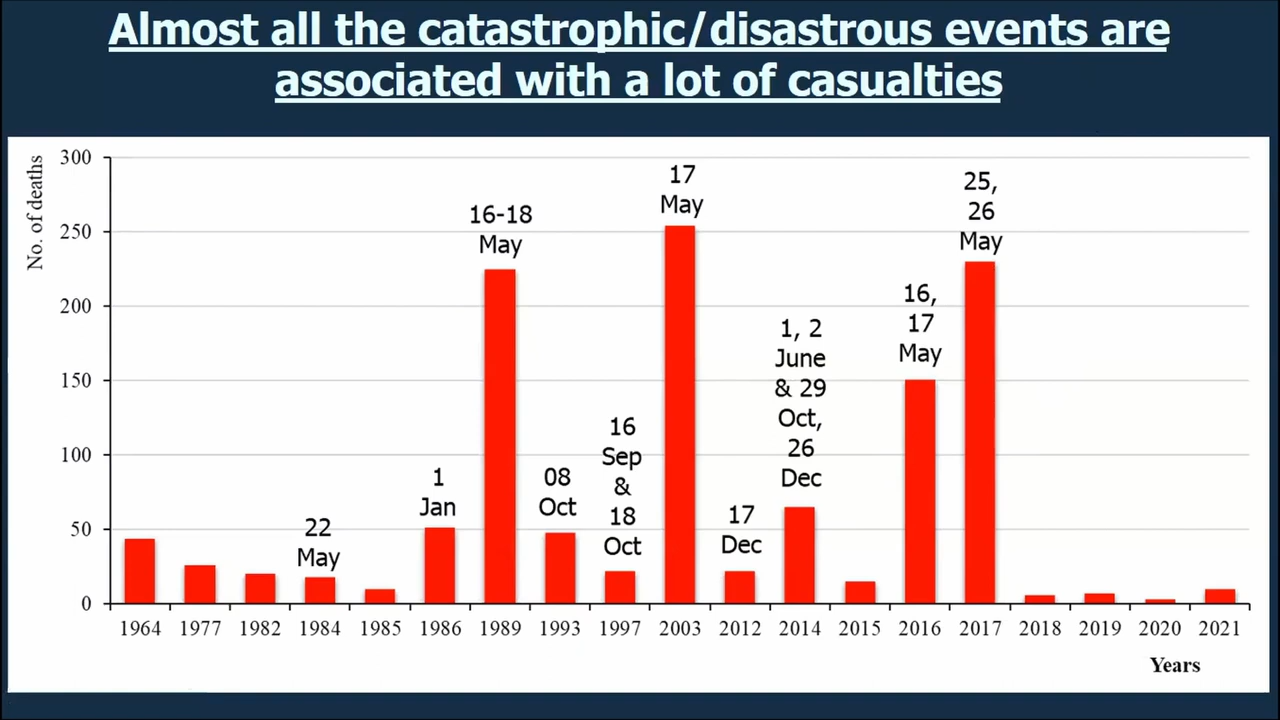 Almost all the catastrophic/disastrous events are
associated with a lot of casualties
No. of deaths
300
250
200
150
100
50
0
22
May
1
Jan
16-18
May
08
Oct
16
Sep
&
18
Oct
17
May
17
Dec
1, 2
June
& 29
Oct,
26
Dec
16,
17
May
25,
26
May
1964 1977 1982 1984 1985 1986 1989 1993 1997 2003 2012 2014 2015 2016 2017 2018 2019 2020 2021
Years